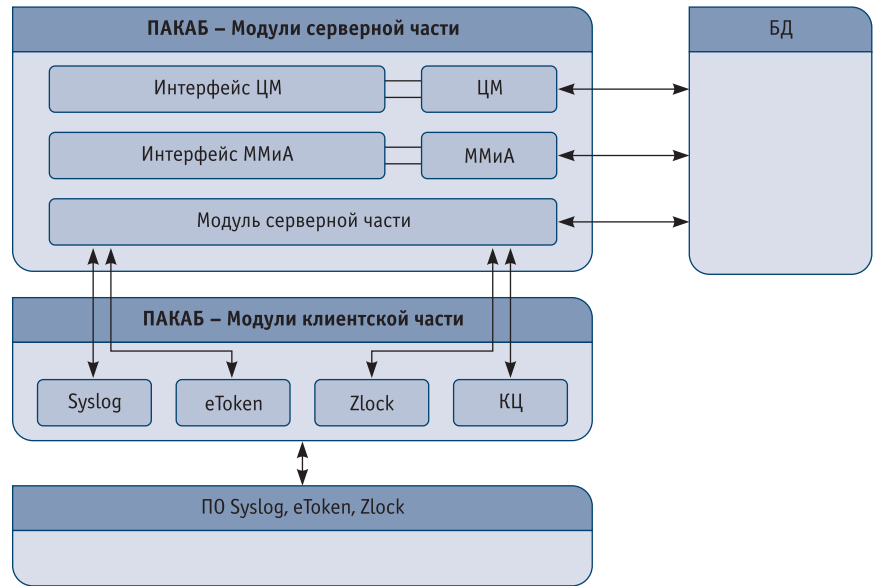 ПАКАБ – Модули серверной части
БД
Интерфейс ЦМ
ЦМ
Интерфейс ММиА
ММиА
Модуль серверной части
ПАКАБ – Модули клиентской части
Syslog
eToken
Zlock
КЦ
ПО Syslog, eToken, Zlock